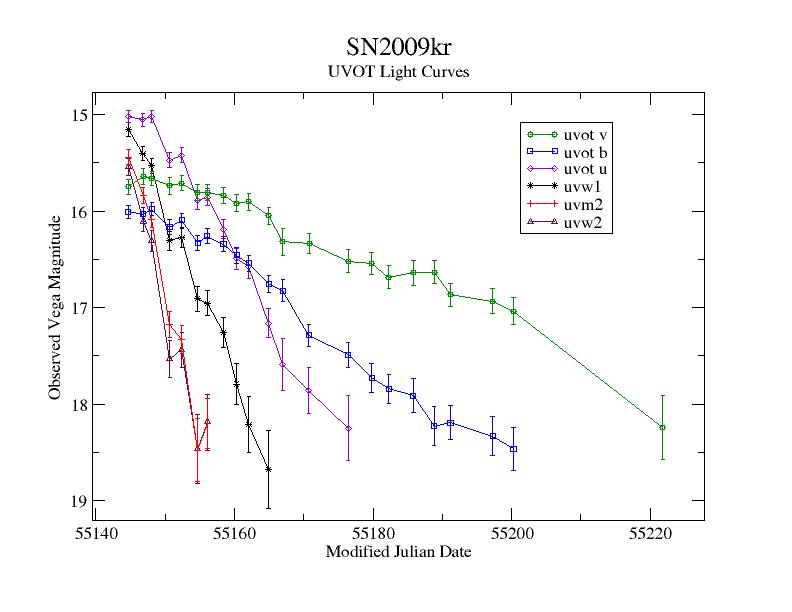 SN2009kr
UVOT Light Curves
Observed Vega Magnitude
15
16
17
18
19
uvot v
uvot b
uvot u
uvw1
uvm2
uvw2
55140 55160 55180 55200 55220
Modified Julian Date